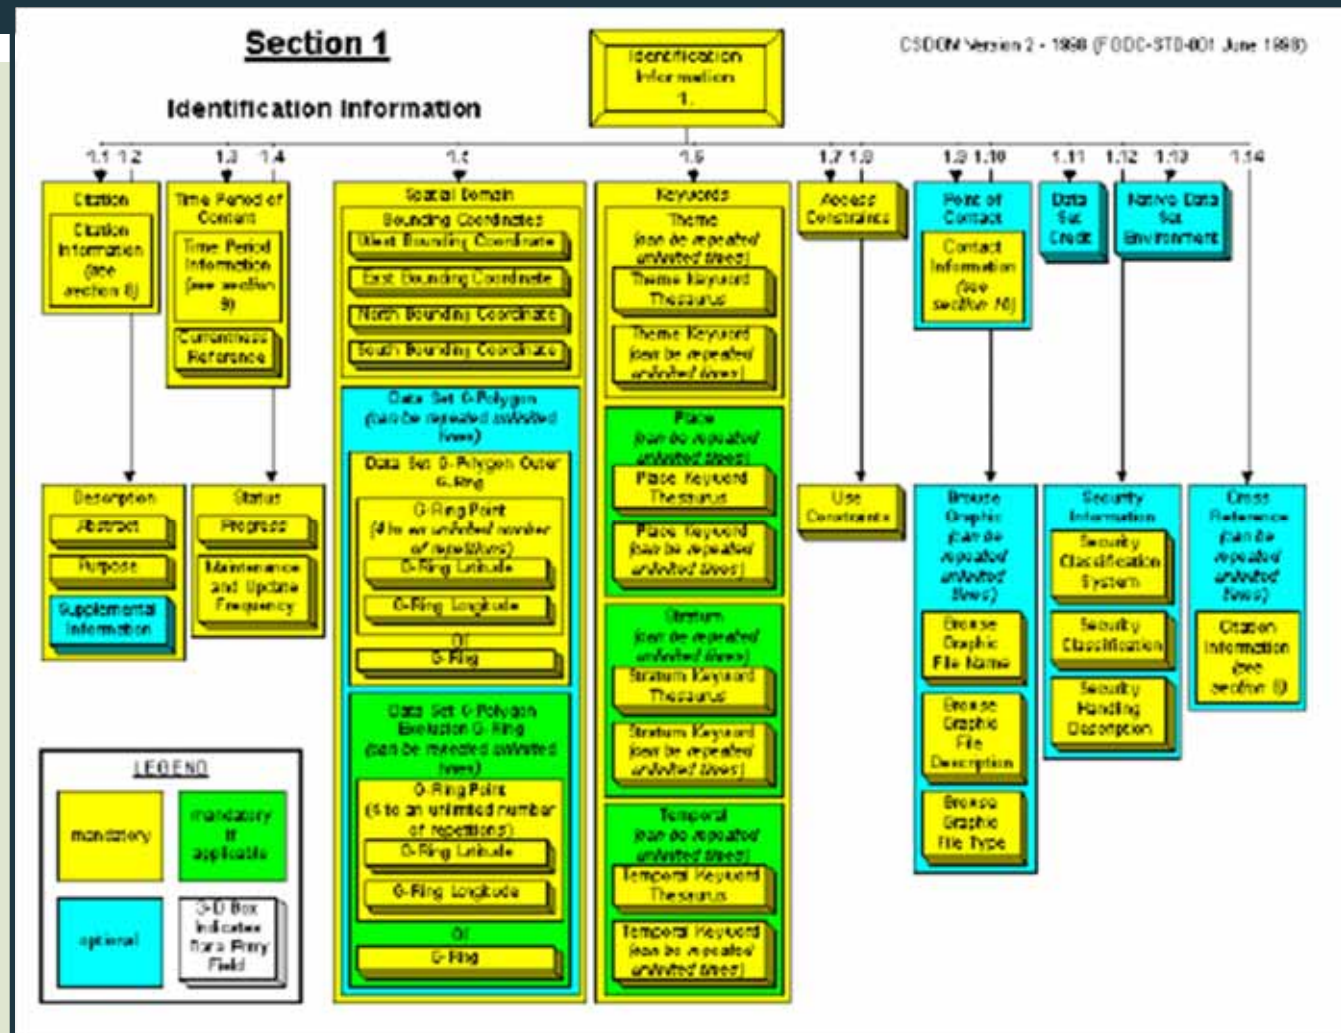 Section 1
Identification Information
Identification
Information
1.
CSDGM Version 2 - 1998 (FGDC-STD-001 June 1998)
1.1 1.2 1.3 1.4 1.5 1.6 1.7 1.8 1.9 1.10 1.11 1.12 1.13 1.14
Citation
Citation
Information
(see
section 8)
Time Period of
Content
Time Period
Information
(see section
9)
Currentness
Reference
Description
Abstract
Purpose
Supplemental
Information
Status
Progress
Maintenance
and Update
Frequency
Spatial Domain
Bounding Coordinates
West Bounding Coordinate
East Bounding Coordinate
North Bounding Coordinate
South Bounding Coordinate
Data Set G-Polygon
(can be repeated unlimited
times)
Data Set G-Polygon Outer
G-Ring
G-Ring Point
(4 to an unlimited number
of repetitions)
G-Ring Latitude
G-Ring Longitude
or
G-Ring
Data Set G-Polygon
Exclusion G-Ring
(can be repeated unlimited
times)
G-Ring Point
(4 to an unlimited number
of repetitions)
G-Ring Latitude
G-Ring Longitude
or
G-Ring
Keywords
Theme
(can be repeated
unlimited times)
Theme Keyword
Thesaurus
Theme Keyword
(can be repeated
unlimited times)
Place
(can be repeated
unlimited times)
Place Keyword
Thesaurus
Place Keyword
(can be repeated
unlimited times)
Stratum
(can be repeated
unlimited times)
Stratum Keyword
Thesaurus
Stratum Keyword
(can be repeated
unlimited times)
Temporal
(can be repeated
unlimited times)
Temporal Keyword
Thesaurus
Temporal Keyword
(can be repeated
unlimited times)
Access
Constraints
Use
Constraints
Point of
Contact
Contact
Information
(see
section 10)
Browse
Graphic
(can be
repeated
unlimited
times)
Browse
Graphic
File Name
Browse
Graphic
File
Description
Browse
Graphic
File Type
Data
Set
Credit
Native Data
Set
Environment
Security
Information
Security
Classification
System
Security
Classification
Security
Handling
Description
Cross
Reference
(can be
repeated
unlimited
times)
Citation
Information
(see
section 8)
LEGEND
mandatory
mandatory
if
applicable
optional
3-D Box
Indicates
Data Entry
Field